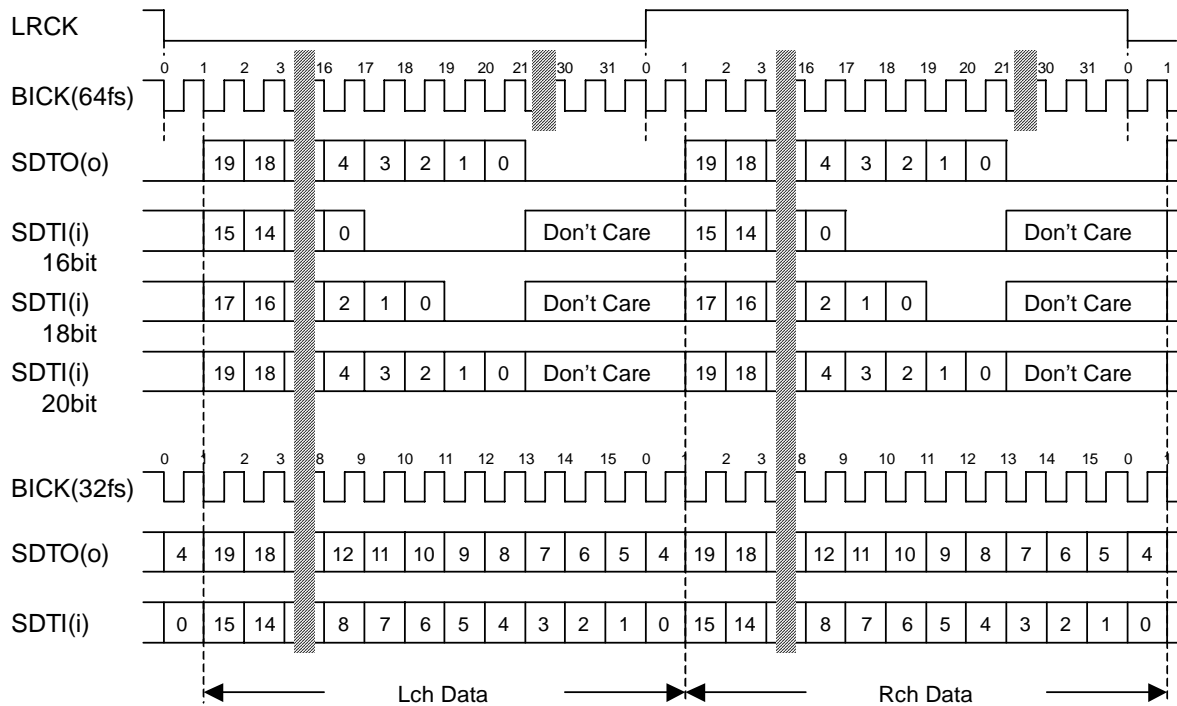 LRCK
0 1 2 3 16 17 18 19 20 21 30 31 0 1 2 3 16 17 18 19 20 21 30 31 0 1
BICK(64fs)
SDTO(o) 19 18 4 3 2 1 0 19 18 4 3 2 1 0
SDTI(i) 15 14 0 Don't Care 15 14 0 Don't Care
16bit
SDTI(i) 17 16 2 1 0 Don't Care 17 16 2 1 0 Don't Care
18bit
SDTI(i) 19 18 4 3 2 1 0 Don't Care 19 18 4 3 2 1 0 Don't Care
20bit
0 1 2 3 8 9 10 11 12 13 14 15 0 1 2 3 8 9 10 11 12 13 14 15 0 1
BICK(32fs)
SDTO(o) 4 19 18 12 11 10 9 8 7 6 5 4 19 18 12 11 10 9 8 7 6 5 4
SDTI(i) 0 15 14 8 7 6 5 4 3 2 1 0 15 14 8 7 6 5 4 3 2 1 0
Lch Data Rch Data